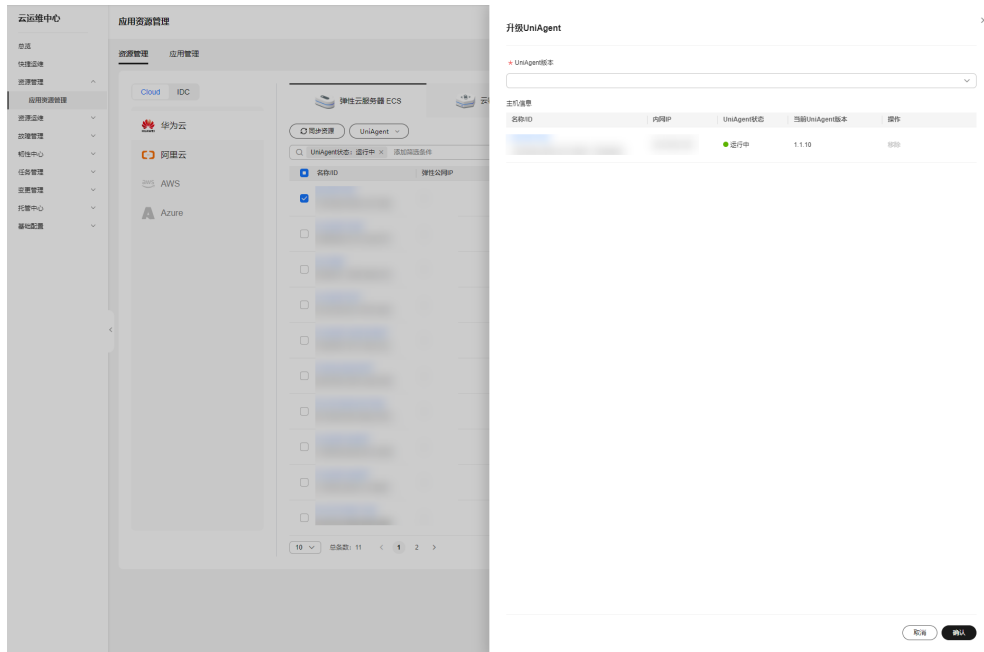 云运维中心
总览
快捷运维
资源管理
应用资源管理
资源运维
故障管理
韧性中心
任务管理
变更管理
托管中心
基础配置
应用资源管理
资源管理 应用管理
Cloud IDC
华为云
阿里云
aws AWS
Azure
弹性云服务器 ECS
同步资源 UniAgent
UniAgent状态：运行中 × 添加筛选条件
名称/ID 弹性公网IP
10 总条数：11 < 1 2 >
升级UniAgent
* UniAgent版本
主机信息
名称/ID 内网IP UniAgent状态 当前UniAgent版本 操作
运行中 1.1.10 移除
取消 确认